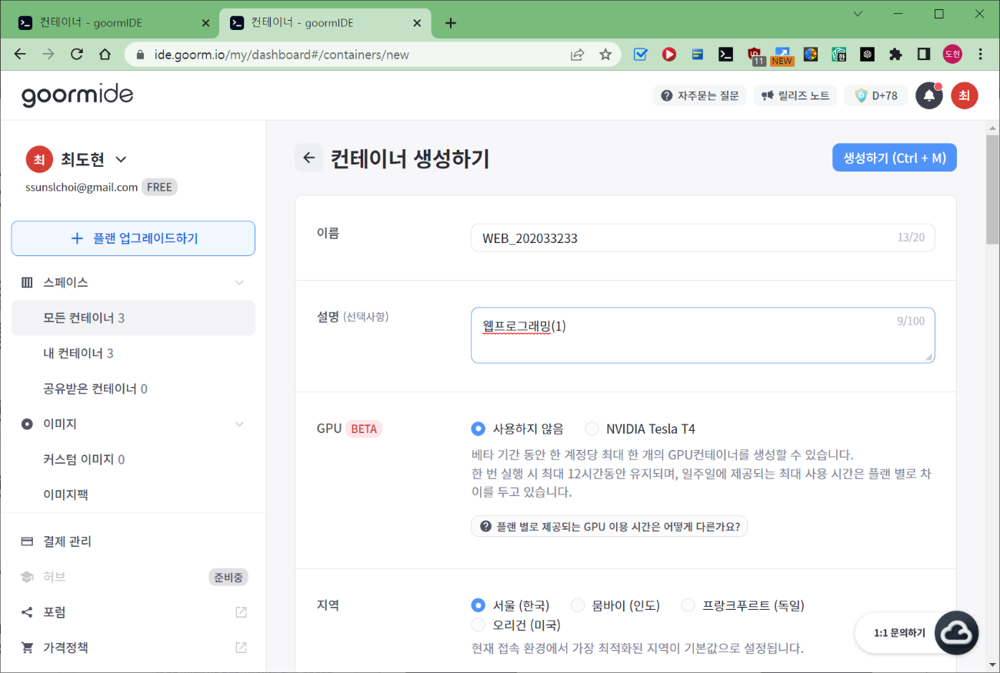 컨테이너 - goormIDE
컨테이너 - goormIDE
ide.goorm.io/my/dashboard#/containers/new
11
NEW
한
도현
goormide
자주묻는 질문
릴리즈 노트
D+78
최
최
최도현
ssunslchoi@gmail.com FREE
플랜 업그레이드하기
스페이스
모든 컨테이너 3
내 컨테이너 3
공유받은 컨테이너 0
이미지
커스텀 이미지 0
이미지팩
결제 관리
허브
준비중
포럼
가격정책
컨테이너 생성하기
생성하기 (Ctrl + M)
이름
WEB_202033233
13/20
설명 (선택사항)
웹프로그래밍(1)
9/100
GPU BETA
사용하지 않음
NVIDIA Tesla T4
베타 기간 동안 한 계정당 최대 한 개의 GPU컨테이너를 생성할 수 있습니다.
한 번 실행 시 최대 12시간동안 유지되며, 일주일에 제공되는 최대 사용 시간은 플랜 별로 차
이를 두고 있습니다.
플랜 별로 제공되는 GPU 이용 시간은 어떻게 다른가요?
지역
서울 (한국)
뭄바이 (인도)
프랑크푸르트 (독일)
오리건 (미국)
현재 접속 환경에서 가장 최적화된 지역이 기본값으로 설정됩니다.
1:1 문의하기